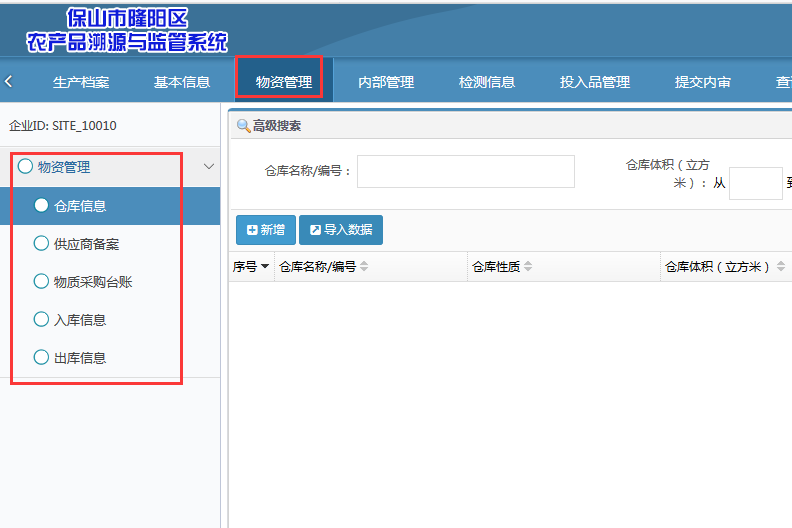 保山市隆阳区
农产品溯源与监管系统
生产档案 基本信息 物资管理 内部管理 检测信息 投入品管理 提交内审
企业ID: SITE_10010
高级搜索
物资管理
仓库名称/编号：
仓库体积（立方
米）：从
仓库信息
新增 导入数据
供应商备案
序号 仓库名称/编号 仓库性质 仓库体积（立方米）
物质采购台账
入库信息
出库信息